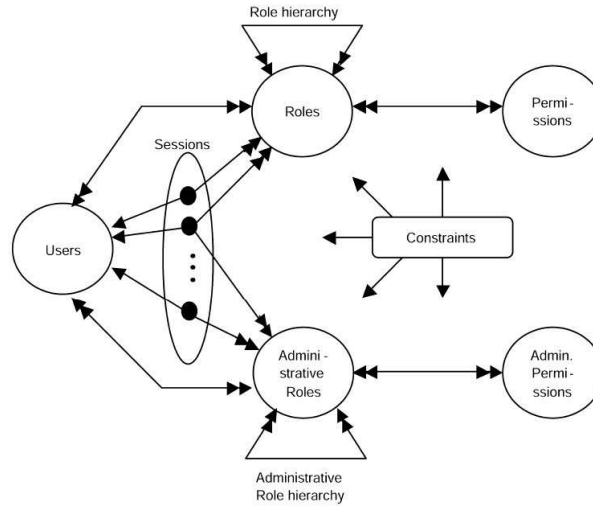 Role hierarchy
Roles
Permi-
ssions
Sessions
Users
Constraints
Admini -
strative
Roles
Admin.
Permi-
ssions
Administrative
Role hierarchy